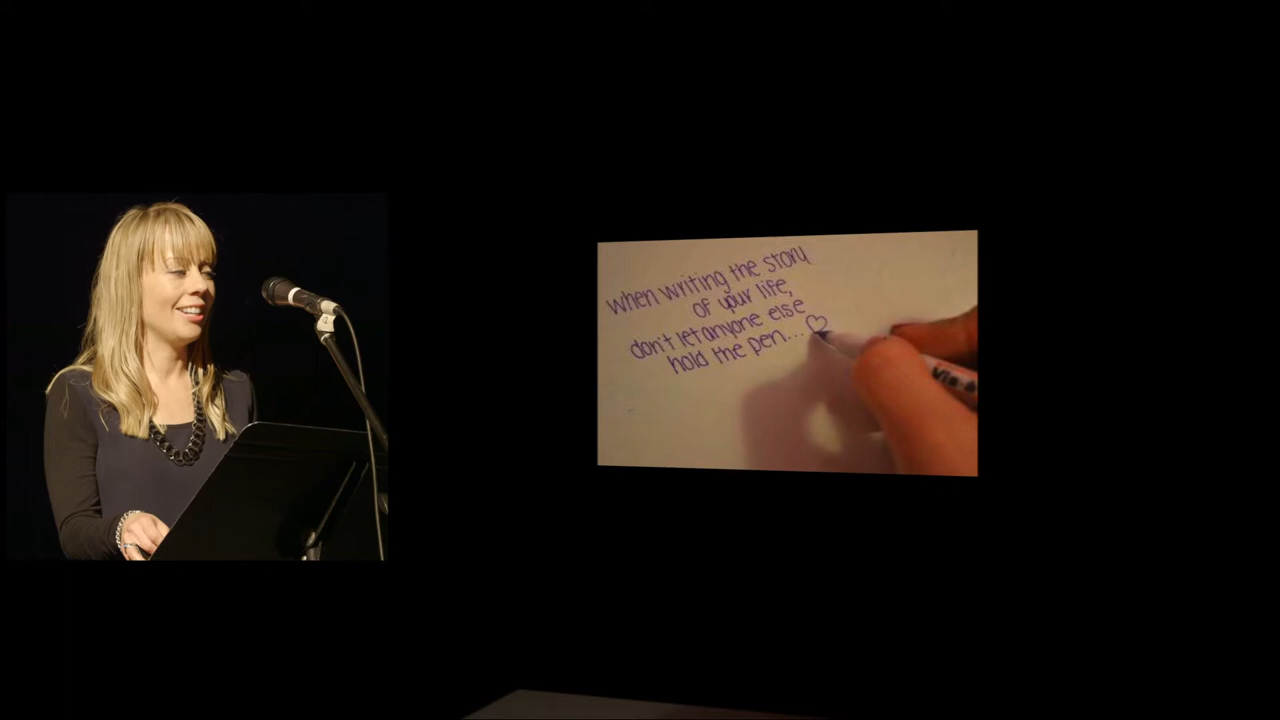 when writing the story
of your life,
don't let anyone else
hold the pen...